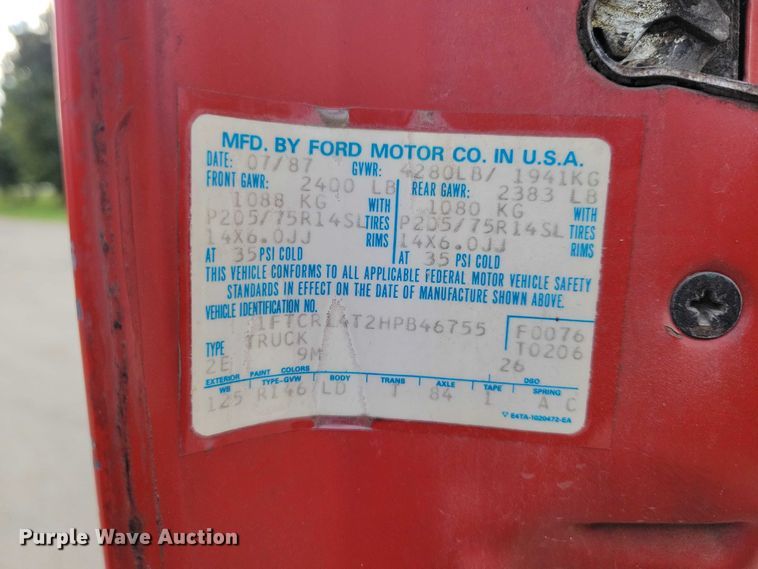 MFD. BY FORD MOTOR CO. IN U.S.A.
DATE: 07/87 GVWR: 4280LB/ 1941KG
FRONT GAWR: 2400 LB REAR GAWR: 2383 LB
1088 KG WITH 1080 KG WITH
P205/75R14SL TIRES P205/75R14SL TIRES
14X6.0JJ RIMS 14X6.0JJ RIMS
AT 35 PSI COLD AT 35 PSI COLD
THIS VEHICLE CONFORMS TO ALL APPLICABLE FEDERAL MOTOR VEHICLE SAFETY
STANDARDS IN EFFECT ON THE DATE OF MANUFACTURE SHOWN ABOVE.
VEHICLE IDENTIFICATION NO.
1FTCR14T2HPB46755 F0076
TYPE TRUCK T0206
2E 9M 26
EXTERIOR PAINT COLORS DSO
WB TYPE-GVW BODY TRANS AXLE TAPE SPRING
125 R146 LD T 84 1 A C
E4TA-1020472-EA
Purple Wave Auction